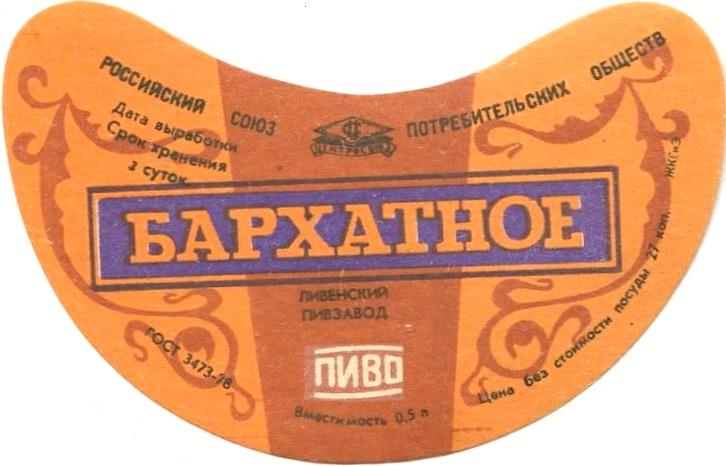 РОССИЙСКИЙ СОЮЗ ПОТРЕБИТЕЛЬСКИХ ОБЩЕСТВ
Дата выработки
Срок хранения
3 суток.
ЦЕНТРОСОЮЗ
БАРХАТНОЕ
ЛИВЕНСКИЙ
ПИВЗАВОД
ПИВО
Вместимость 0,5 л
ГОСТ 3473-78
Цена без стоимости посуды 27 коп.